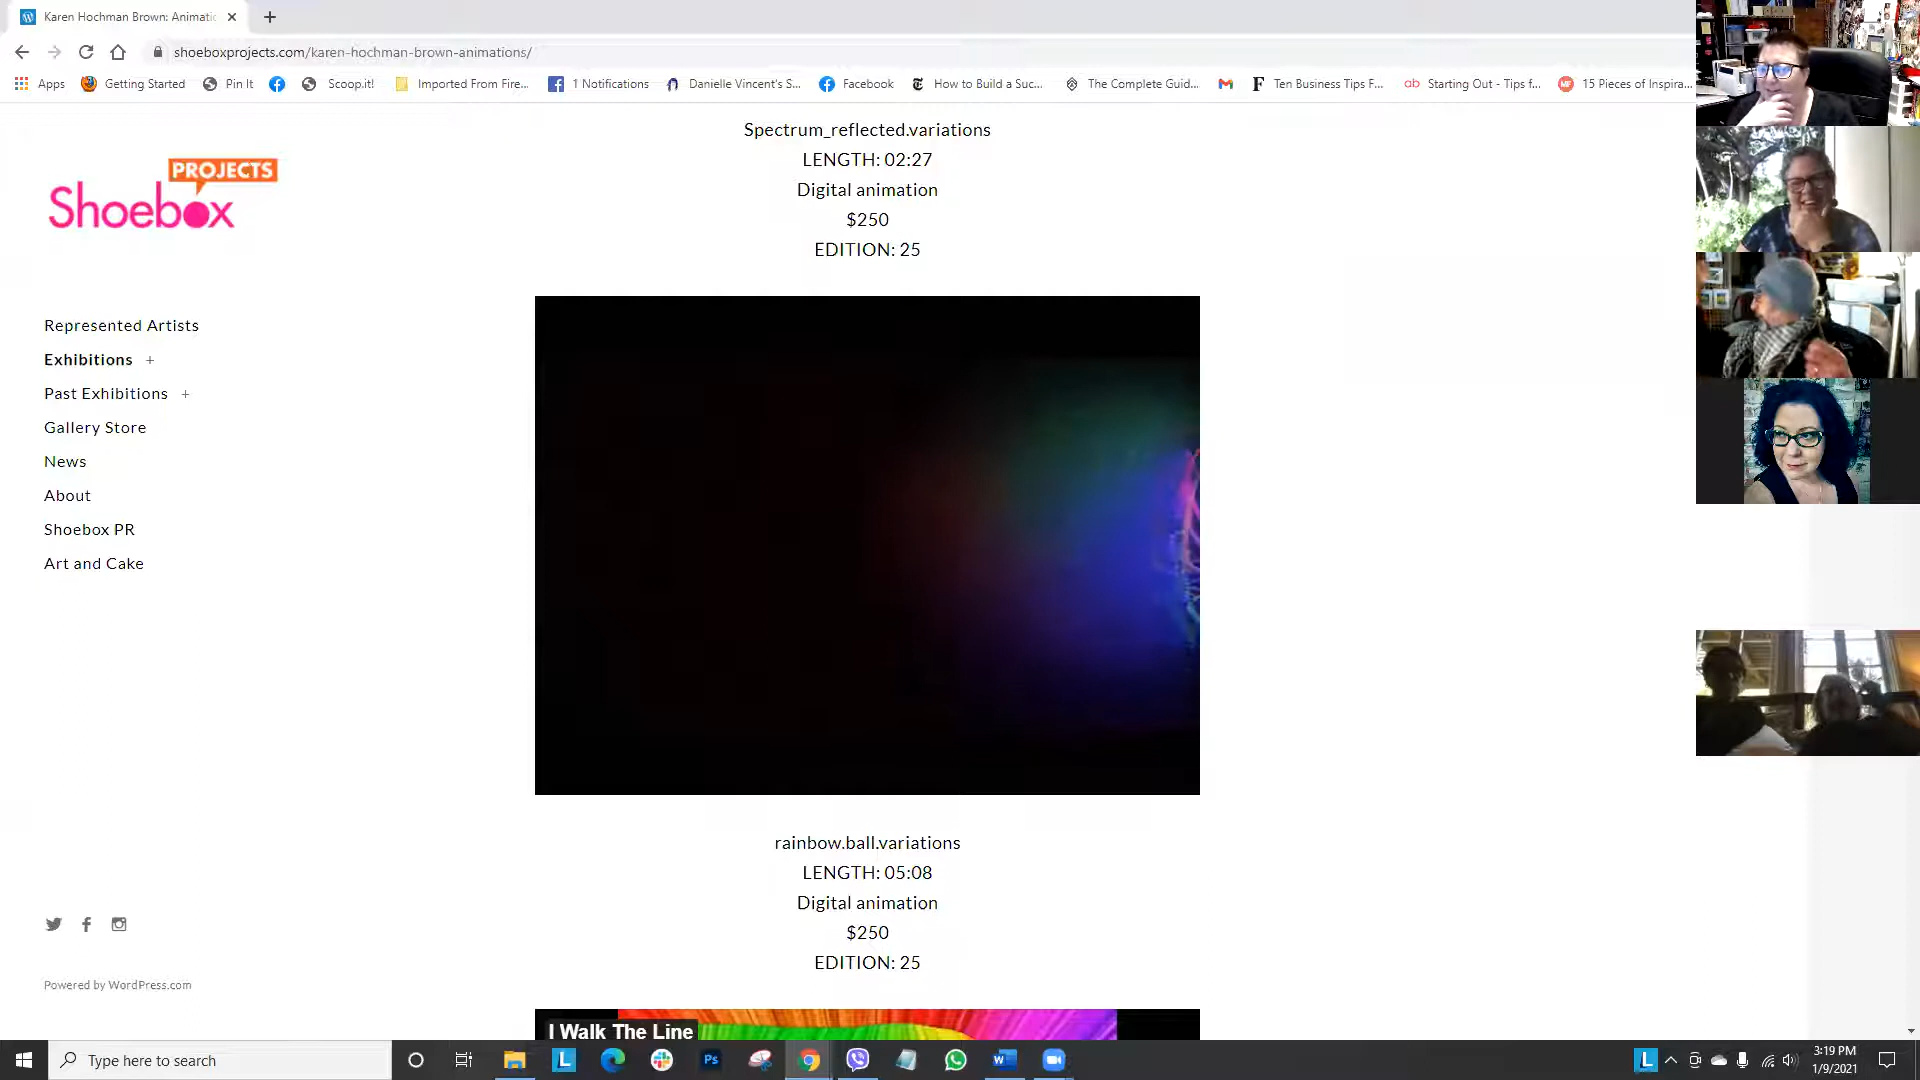 Karen Hochman Brown: Animatic
shoeboxprojects.com/karen-hochman-brown-animations/
Apps
Getting Started
Pin It
Scoop.it!
Imported From Fire...
1 Notifications
Danielle Vincent's S...
Facebook
How to Build a Suc...
The Complete Guid...
Ten Business Tips F...
ab
Starting Out - Tips f...
MF
15 Pieces of Inspira...
PROJECTS
Shoebox
Represented Artists
Exhibitions +
Past Exhibitions +
Gallery Store
News
About
Shoebox PR
Art and Cake
Powered by WordPress.com
Spectrum_reflected.variations
LENGTH: 02:27
Digital animation
$250
EDITION: 25
rainbow.ball.variations
LENGTH: 05:08
Digital animation
$250
EDITION: 25
I Walk The Line
Type here to search
L
Ps
W
L
3:19 PM
1/9/2021